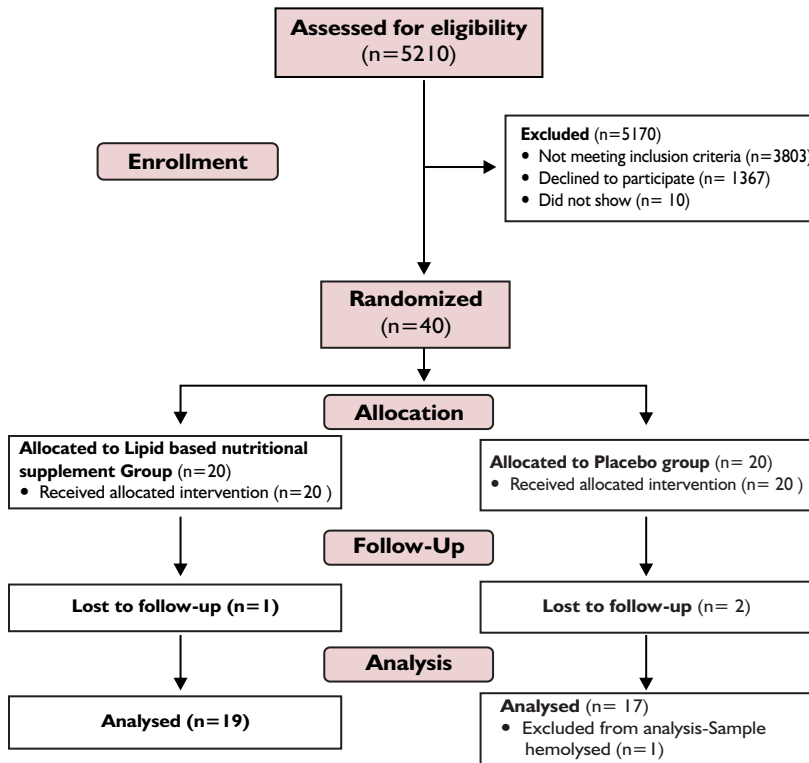 Assessed for eligibility
(n=5210)
Enrollment
Excluded (n=5170)
• Not meeting inclusion criteria (n=3803)
• Declined to participate (n= 1367)
• Did not show (n= 10)
Randomized
(n=40)
Allocation
Allocated to Lipid based nutritional
supplement Group (n=20)
• Received allocated intervention (n=20 )
Allocated to Placebo group (n= 20)
• Received allocated intervention (n= 20 )
Follow-Up
Lost to follow-up (n=1)
Lost to follow-up (n= 2)
Analysis
Analysed (n=19)
Analysed (n= 17)
• Excluded from analysis-Sample
hemolysed (n=1)